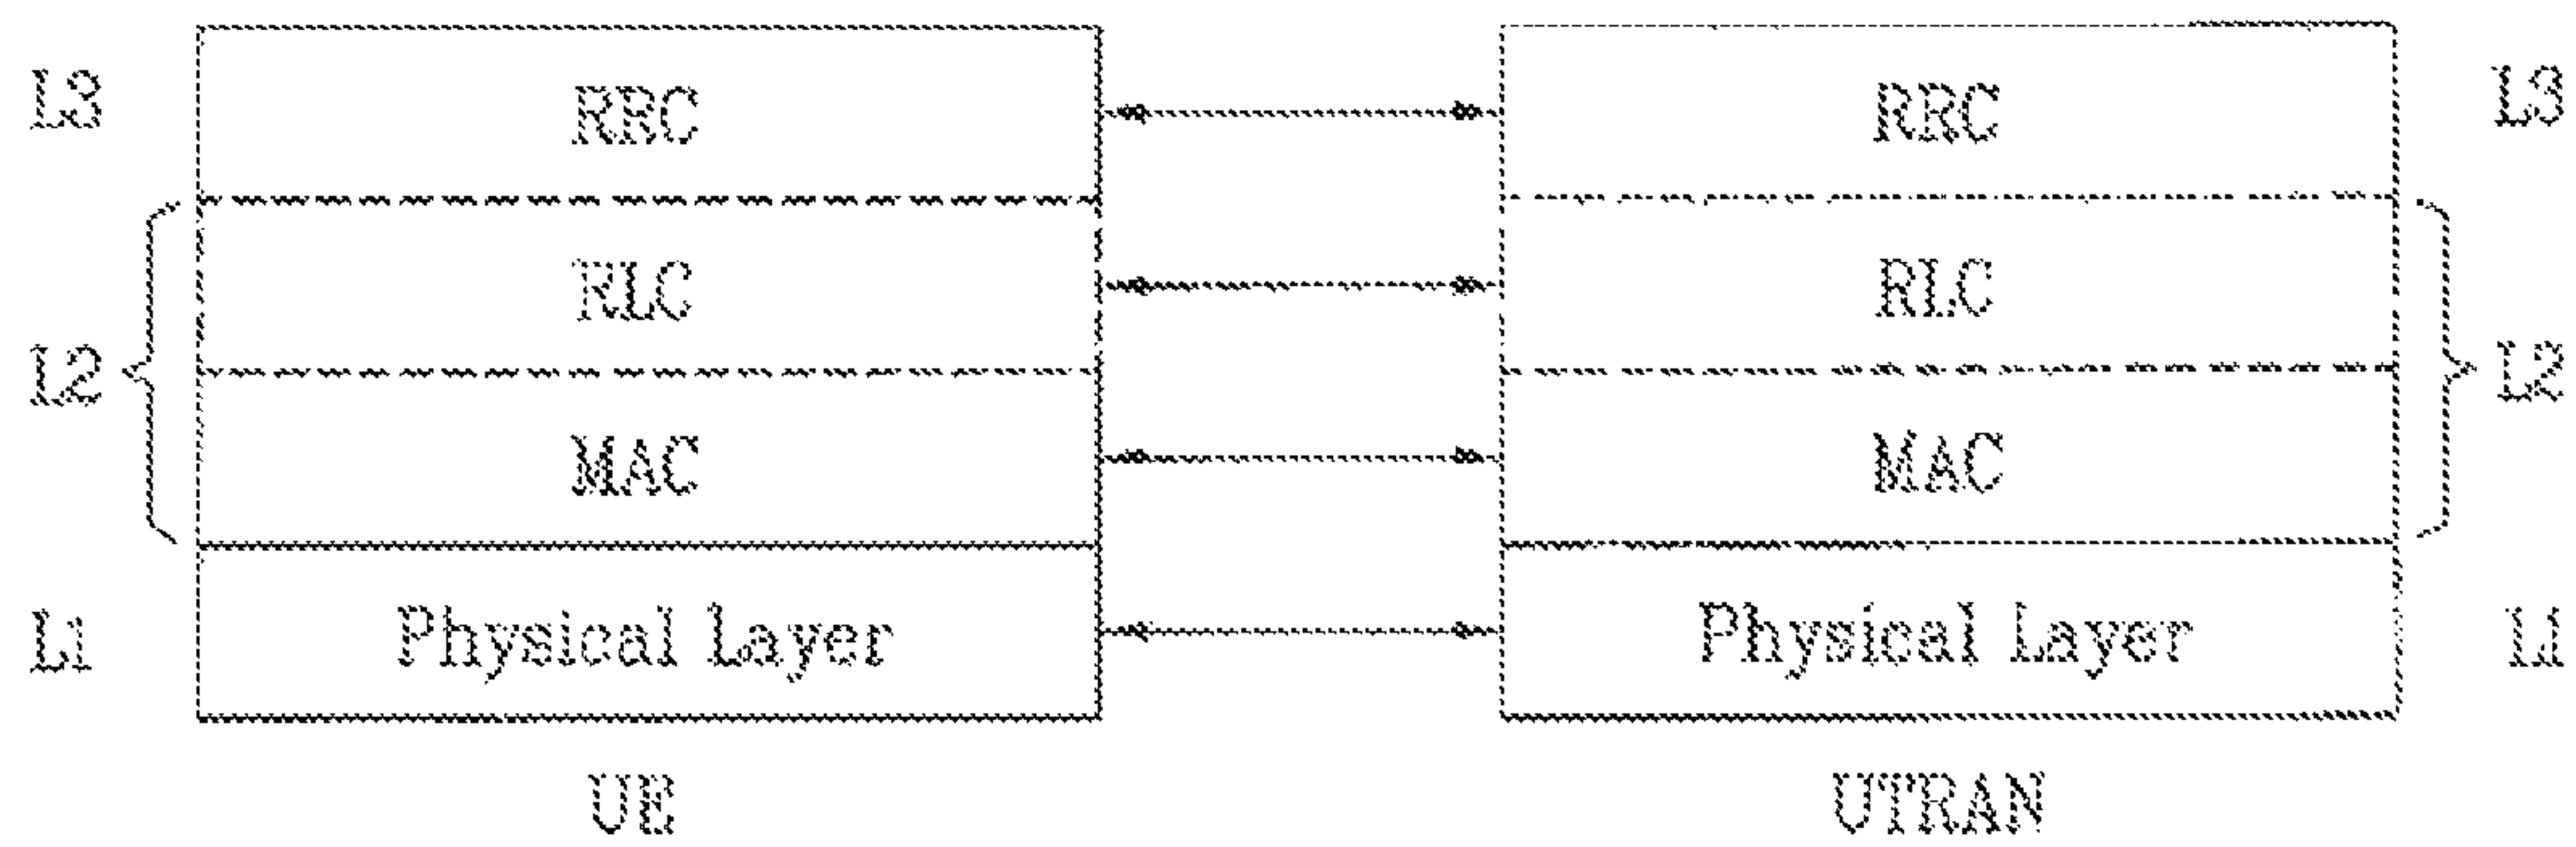 L3 RRC RRC L3
RLC RLC
L2 L2
MAC MAC
L1 Physical Layer Physical Layer L1
UE UTRAN